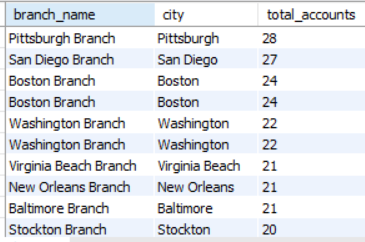 branch_name city total_accounts
Pittsburgh Branch Pittsburgh 28
San Diego Branch San Diego 27
Boston Branch Boston 24
Boston Branch Boston 24
Washington Branch Washington 22
Washington Branch Washington 22
Virginia Beach Branch Virginia Beach 21
New Orleans Branch New Orleans 21
Baltimore Branch Baltimore 21
Stockton Branch Stockton 20